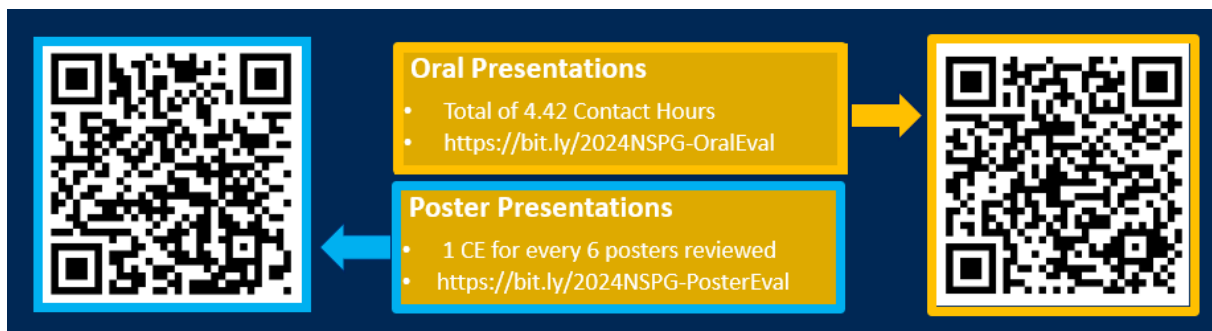 Oral Presentations
• Total of 4.42 Contact Hours
• https://bit.ly/2024NSPG-OralEval
Poster Presentations
• 1 CE for every 6 posters reviewed
• https://bit.ly/2024NSPG-PosterEval